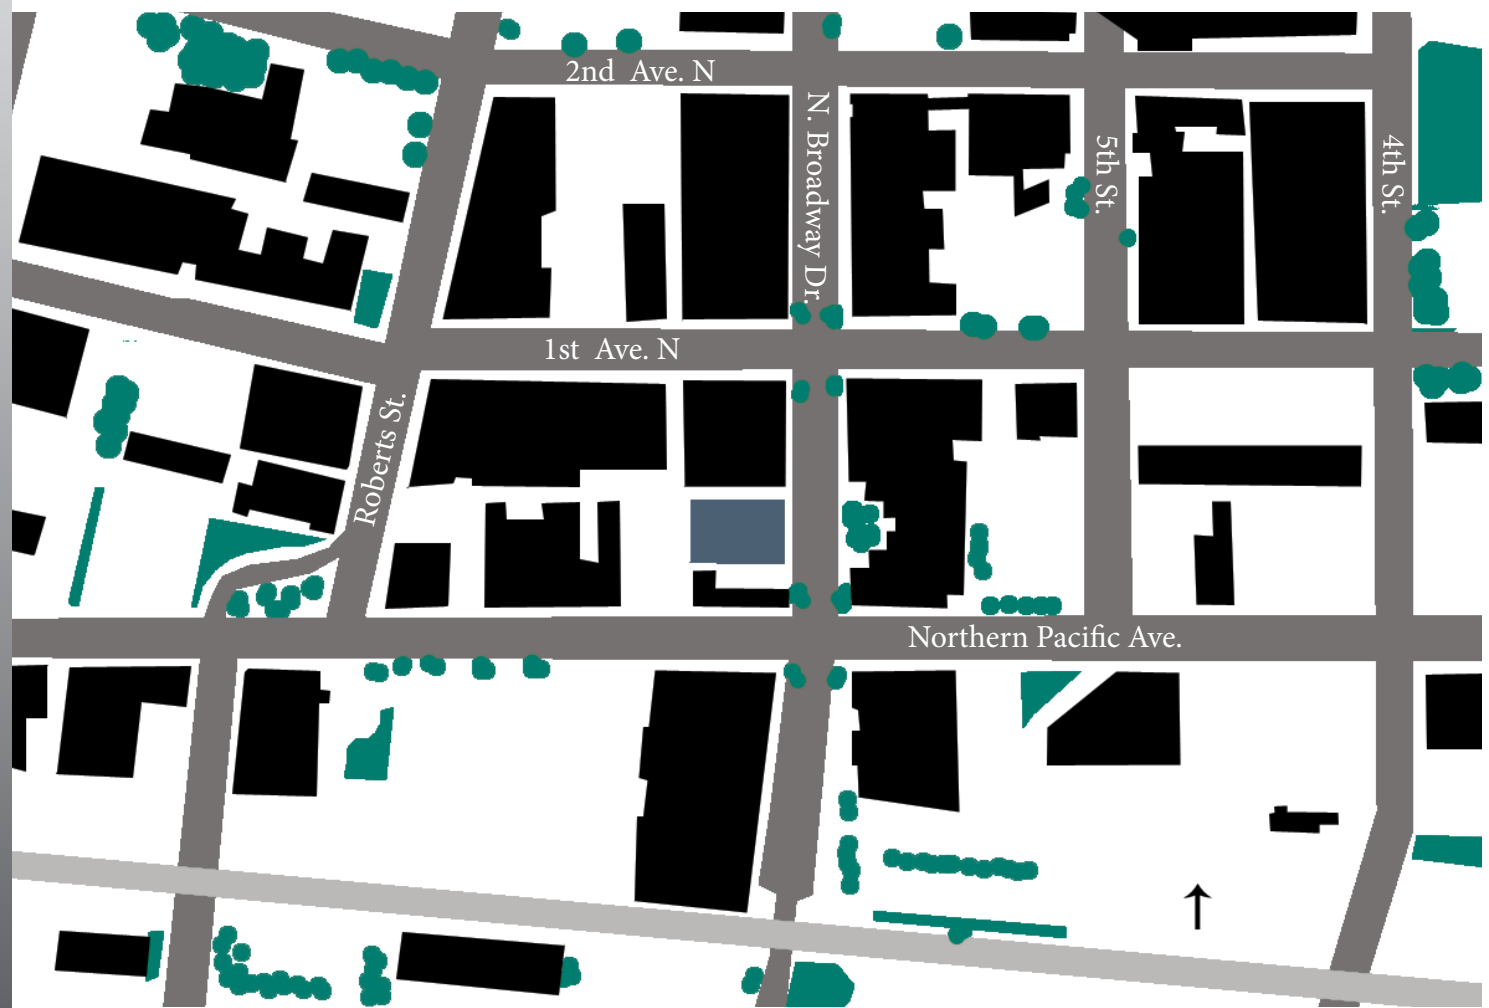 2nd Ave. N
N. Broadway Dr.
5th St.
4th St.
1st Ave. N
Roberts St.
Northern Pacific Ave.